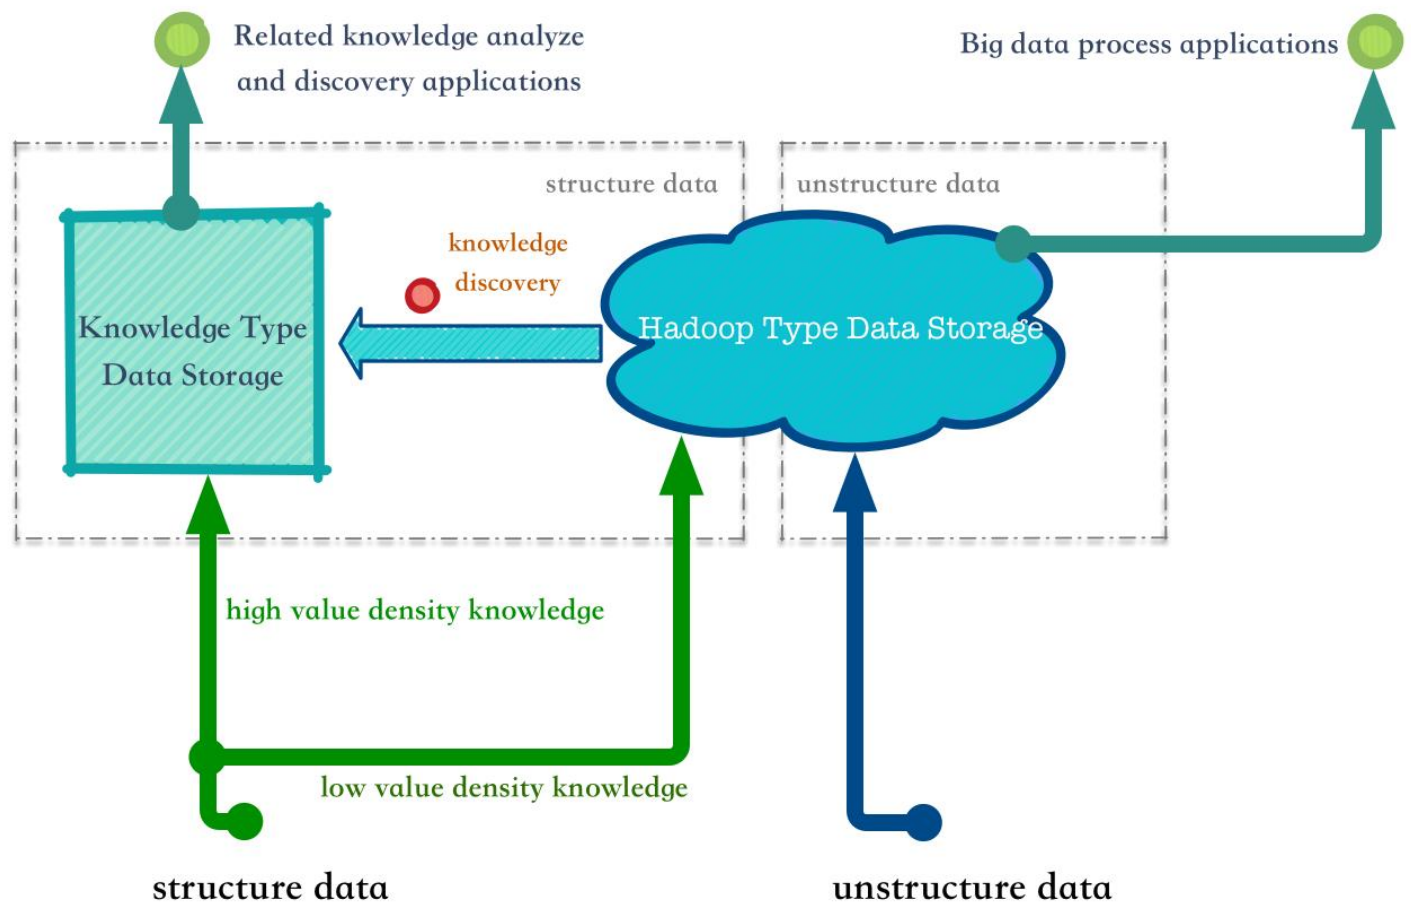 Related knowledge analyze
and discovery applications
Big data process applications
structure data
unstructure data
knowledge
discovery
Knowledge Type
Data Storage
Hadoop Type Data Storage
high value density knowledge
low value density knowledge
structure data
unstructure data